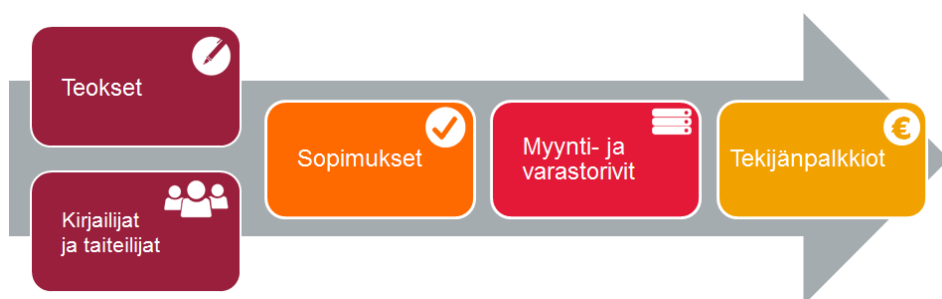 Teokset
Kirjailijat
ja taiteilijat
Sopimukset
Myynti- ja
varastorivit
Tekijänpalkkiot
€